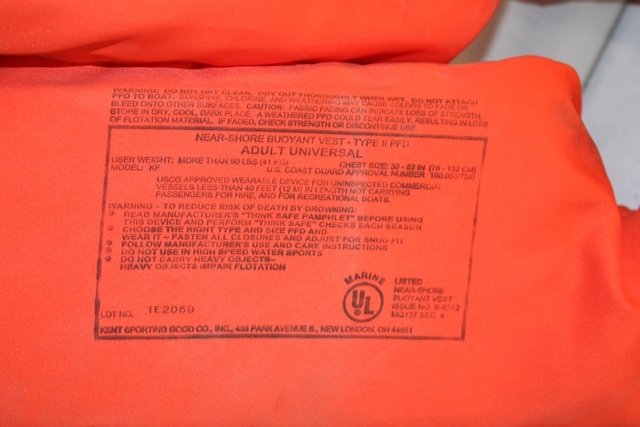 WARNING: DO NOT DRY CLEAN. DRY OUT THOROUGHLY WHEN WET. DO NOT ATTACH
PFD TO BOAT. SUNSHINE, CHLORINE, AND WEATHERING MAY CAUSE COLORS TO FADE OR
BLEED ONTO OTHER SURFACES. CAUTION: FABRIC FADING CAN INDICATE LOSS OF STRENGTH.
STORE IN DRY, COOL, DARK PLACE. A WEATHERED PFD COULD TEAR EASILY, RESULTING IN LOSS
OF FLOTATION MATERIAL. IF FADED, CHECK STRENGTH OR DISCONTINUE USE.
NEAR-SHORE BUOYANT VEST - TYPE II PFD
ADULT UNIVERSAL
USER WEIGHT: MORE THAN 90 LBS (41 KG) CHEST SIZE: 30 - 52 IN (76 - 132 CM)
MODEL: KF U.S. COAST GUARD APPROVAL NUMBER
USCG APPROVED WEARABLE DEVICE FOR UNINSPECTED COMMERCIAL
VESSELS LESS THAN 40 FEET (12 M) IN LENGTH NOT CARRYING
PASSENGERS FOR HIRE, AND FOR RECREATIONAL BOATS.
WARNING - TO REDUCE RISK OF DEATH BY DROWNING:
• READ MANUFACTURER'S "THINK SAFE PAMPHLET" BEFORE USING
THIS DEVICE AND PERFORM "THINK SAFE" CHECKS EACH SEASON
• CHOOSE THE RIGHT TYPE AND SIZE PFD AND
WEAR IT - FASTEN ALL CLOSURES AND ADJUST FOR SNUG FIT
• FOLLOW MANUFACTURER'S USE AND CARE INSTRUCTIONS
• DO NOT USE IN HIGH SPEED WATER SPORTS
• DO NOT CARRY HEAVY OBJECTS-
HEAVY OBJECTS IMPAIR FLOTATION
MARINE
UL
LISTED
NEAR-SHORE
BUOYANT VEST
ISSUE NO.
MQ137 SEC. 4
LOT NO. 1E2059
KENT SPORTING GOOD CO., INC., 433 PARK AVENUE S., NEW LONDON, OH 44851